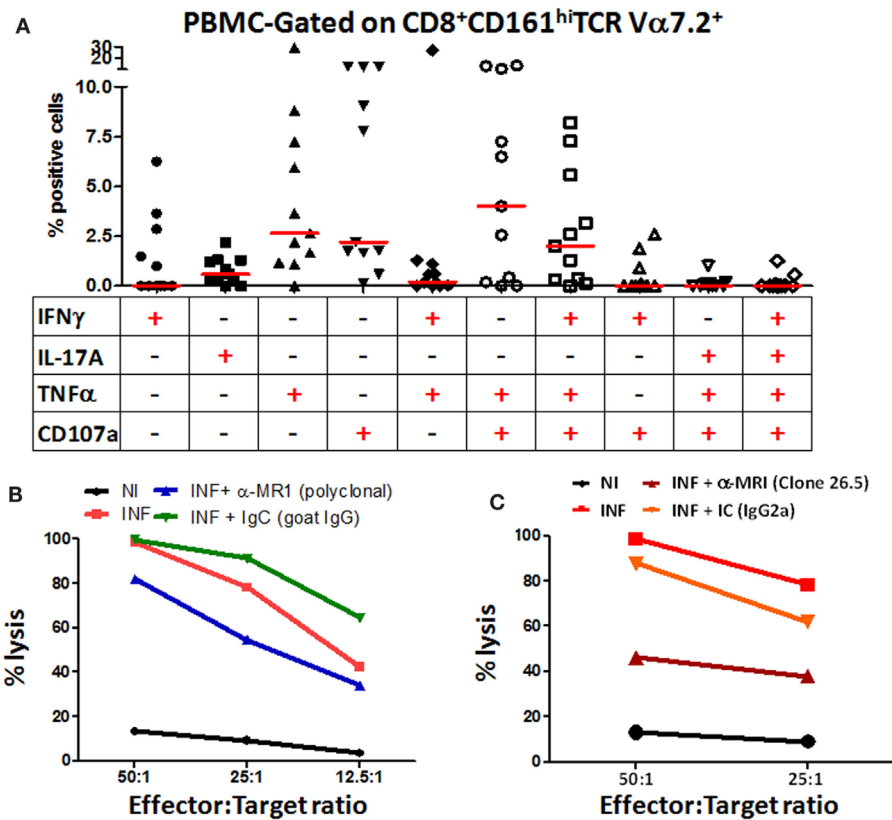 PBMC-Gated on CD8+CD161hiTCR Vα7.2+
A
% positive cells
30
20
10.0
7.5
5.0
2.5
0.0
IFNγ + - - - + - + + - +
IL-17A - + - - - - - - + +
TNFα - - + - + + + - + +
CD107a - - - + - + + + + +
B
NI
INF+ α-MR1 (polyclonal)
INF
INF + IgC (goat IgG)
% lysis
100
80
60
40
20
0
50:1 25:1 12.5:1
Effector:Target ratio
C
NI
INF + α-MRI (Clone 26.5)
INF
INF + IC (IgG2a)
% lysis
100
80
60
40
20
0
50:1 25:1
Effector:Target ratio